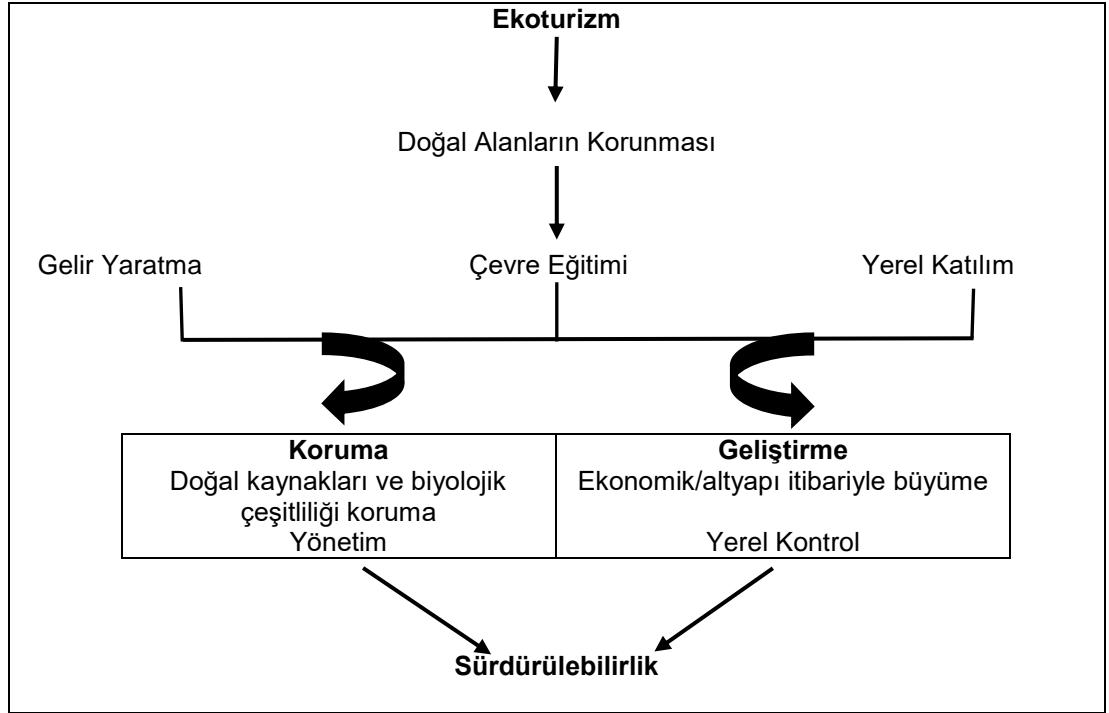 Ekoturizm
Doğal Alanların Korunması
Gelir Yaratma
Çevre Eğitimi
Yerel Katılım
Koruma
Doğal kaynakları ve biyolojik
çeşitliliği koruma
Yönetim
Geliştirme
Ekonomik/altyapı itibariyle büyüme
Yerel Kontrol
Sürdürülebilirlik